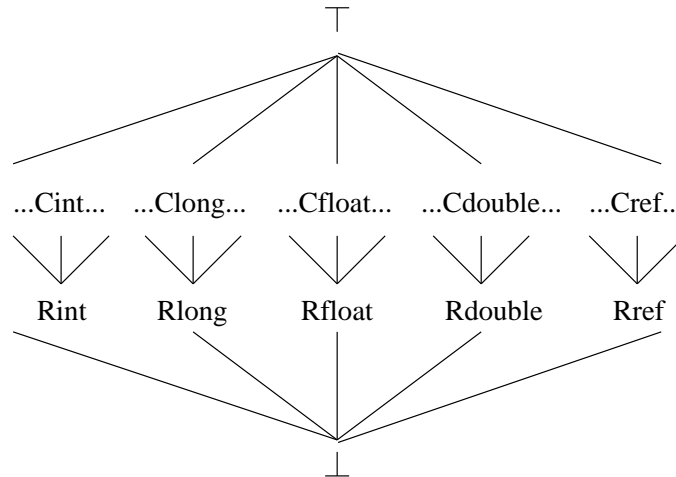 ⊤
...Cint... ...Clong... ...Cfloat... ...Cdouble... ...Cref..
Rint Rlong Rfloat Rdouble Rref
⊥